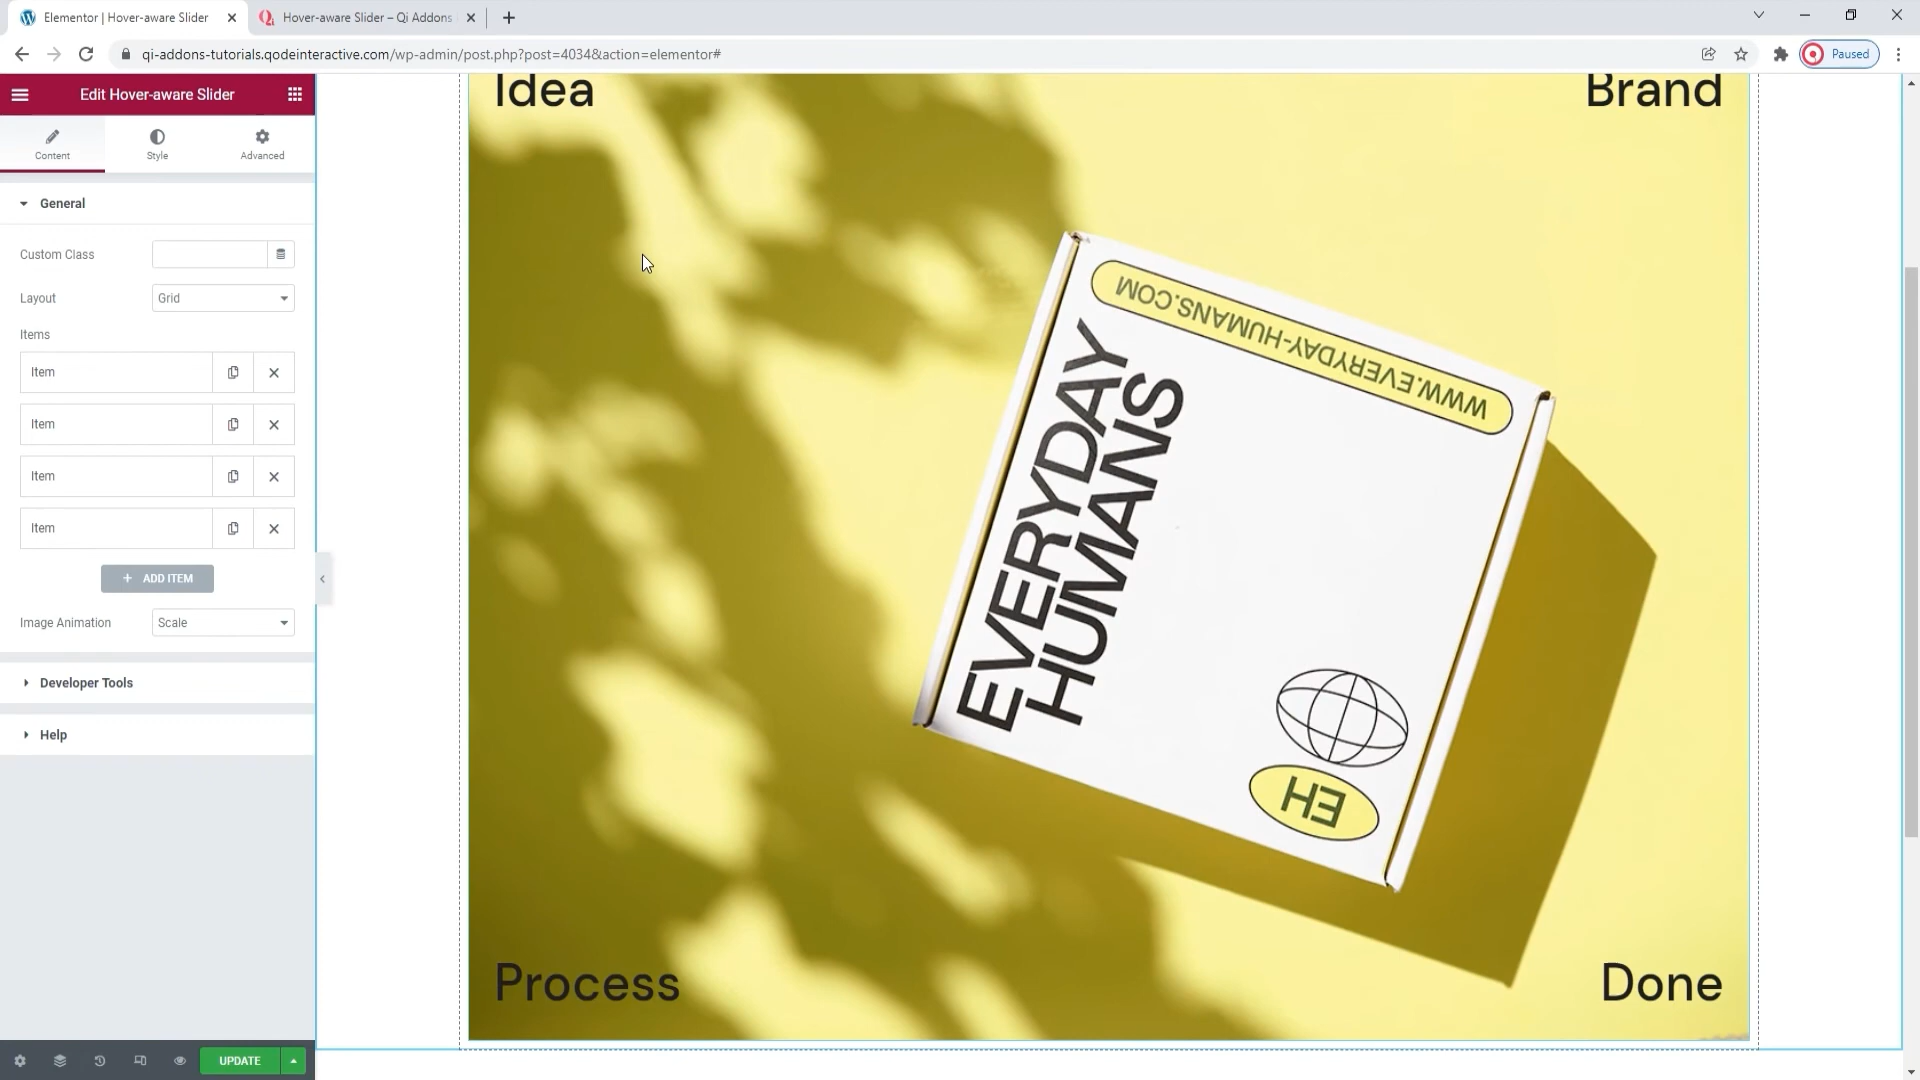 Elementor | Hover-aware Slider
Hover-aware Slider – Qi Addons
qi-addons-tutorials.qodeinteractive.com/wp-admin/post.php?post=4034&action=elementor#
Paused
Edit Hover-aware Slider
Content
Style
Advanced
General
Custom Class
Layout
Grid
Items
Item
Item
Item
Item
ADD ITEM
Image Animation
Scale
Developer Tools
Help
UPDATE
Idea
Brand
WWW.EVERYDAY-HUMANS.COM
EVERYDAY
HUMANS
EH
Process
Done